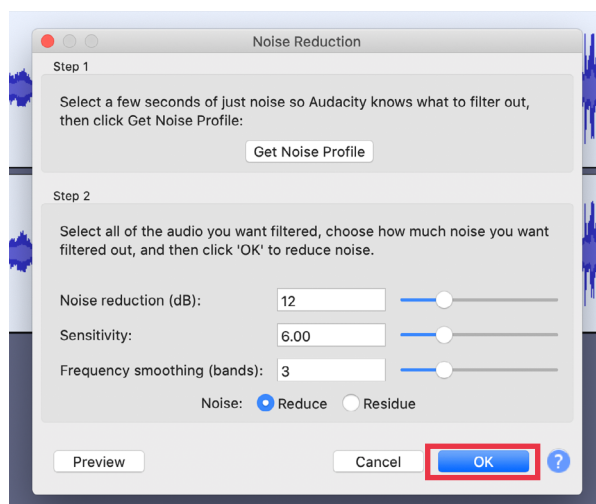 Noise Reduction
Step 1
Select a few seconds of just noise so Audacity knows what to filter out,
then click Get Noise Profile:
Get Noise Profile
Step 2
Select all of the audio you want filtered, choose how much noise you want
filtered out, and then click 'OK' to reduce noise.
Noise reduction (dB): 12
Sensitivity: 6.00
Frequency smoothing (bands): 3
Noise: Reduce Residue
Preview Cancel OK ?